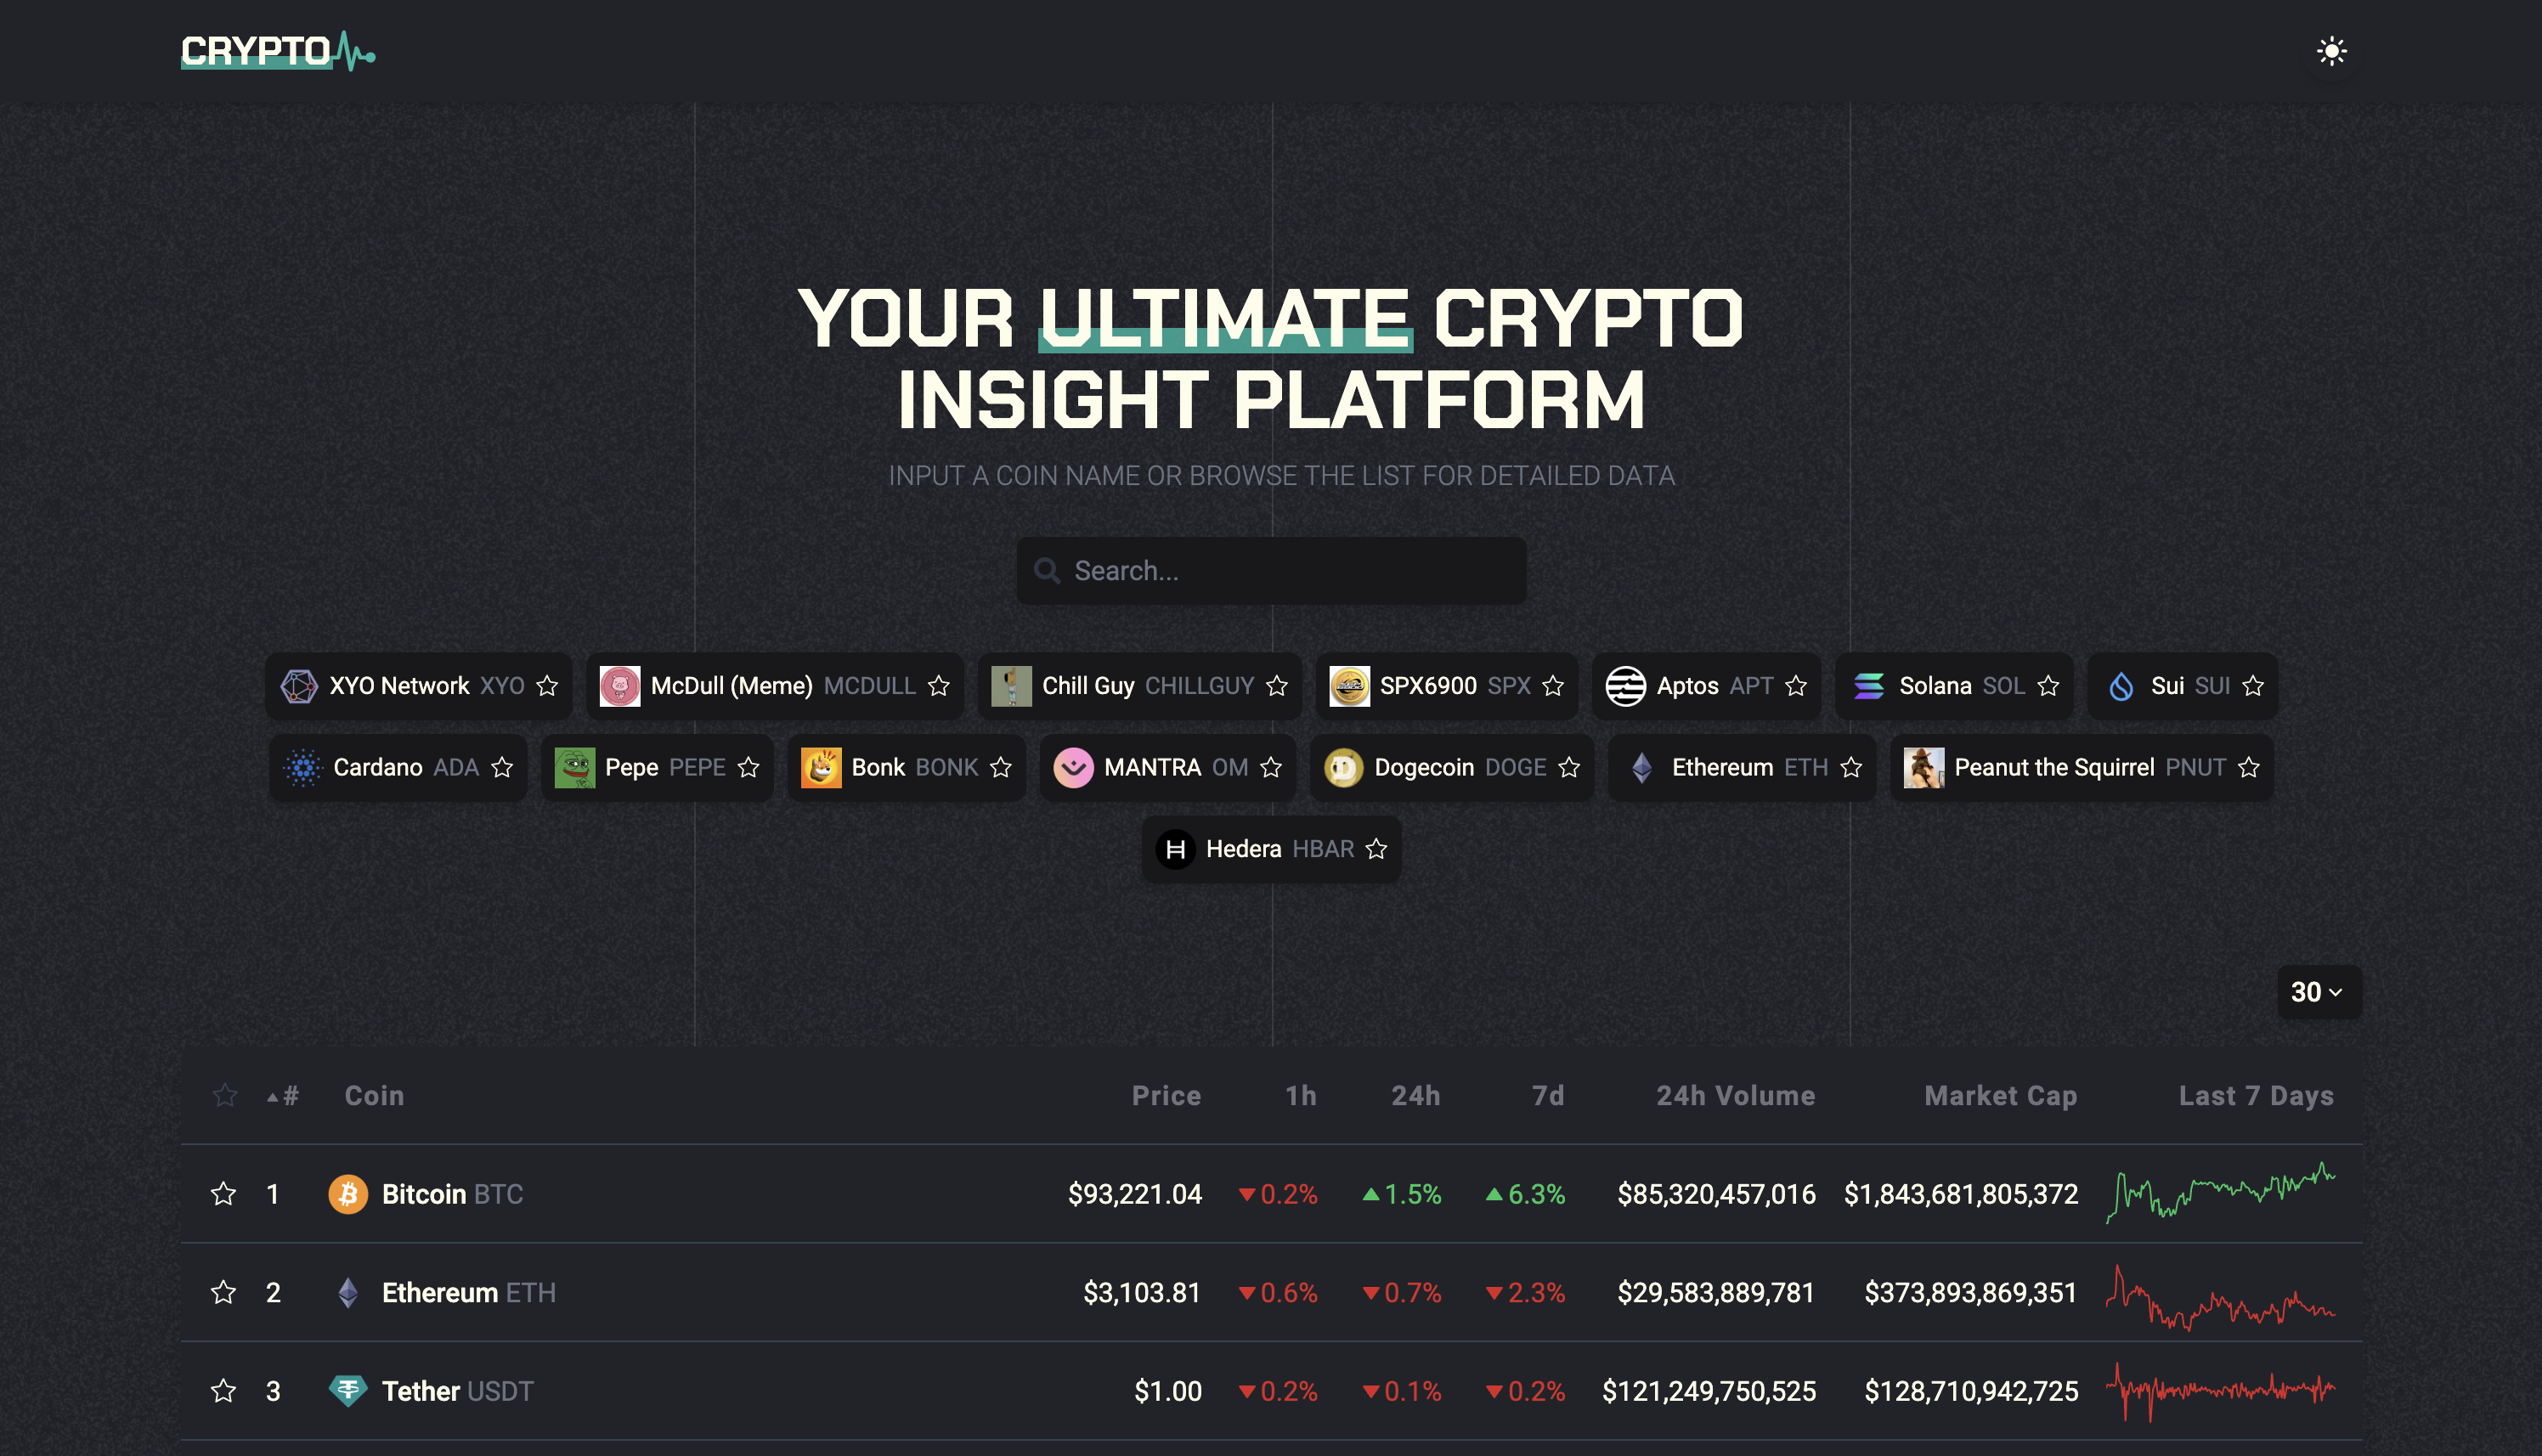 CRYPTO
YOUR ULTIMATE CRYPTO
INSIGHT PLATFORM
INPUT A COIN NAME OR BROWSE THE LIST FOR DETAILED DATA
Search...
XYO Network XYO McDull (Meme) MCDULL Chill Guy CHILLGUY SPX6900 SPX Aptos APT Solana SOL Sui SUI
Cardano ADA Pepe PEPE Bonk BONK MANTRA OM Dogecoin DOGE Ethereum ETH Peanut the Squirrel PNUT
Hedera HBAR
30
# Coin Price 1h 24h 7d 24h Volume Market Cap Last 7 Days
1 Bitcoin BTC $93,221.04 0.2% 1.5% 6.3% $85,320,457,016 $1,843,681,805,372
2 Ethereum ETH $3,103.81 0.6% 0.7% 2.3% $29,583,889,781 $373,893,869,351
3 Tether USDT $1.00 0.2% 0.1% 0.2% $121,249,750,525 $128,710,942,725